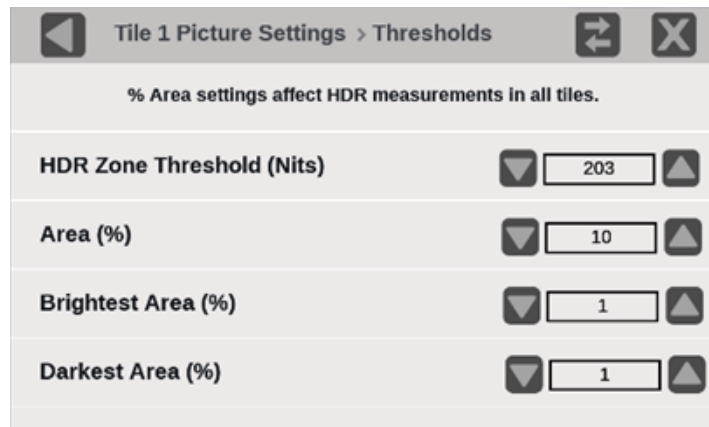 Tile 1 Picture Settings > Thresholds
% Area settings affect HDR measurements in all tiles.
HDR Zone Threshold (Nits) 203
Area (%) 10
Brightest Area (%) 1
Darkest Area (%) 1